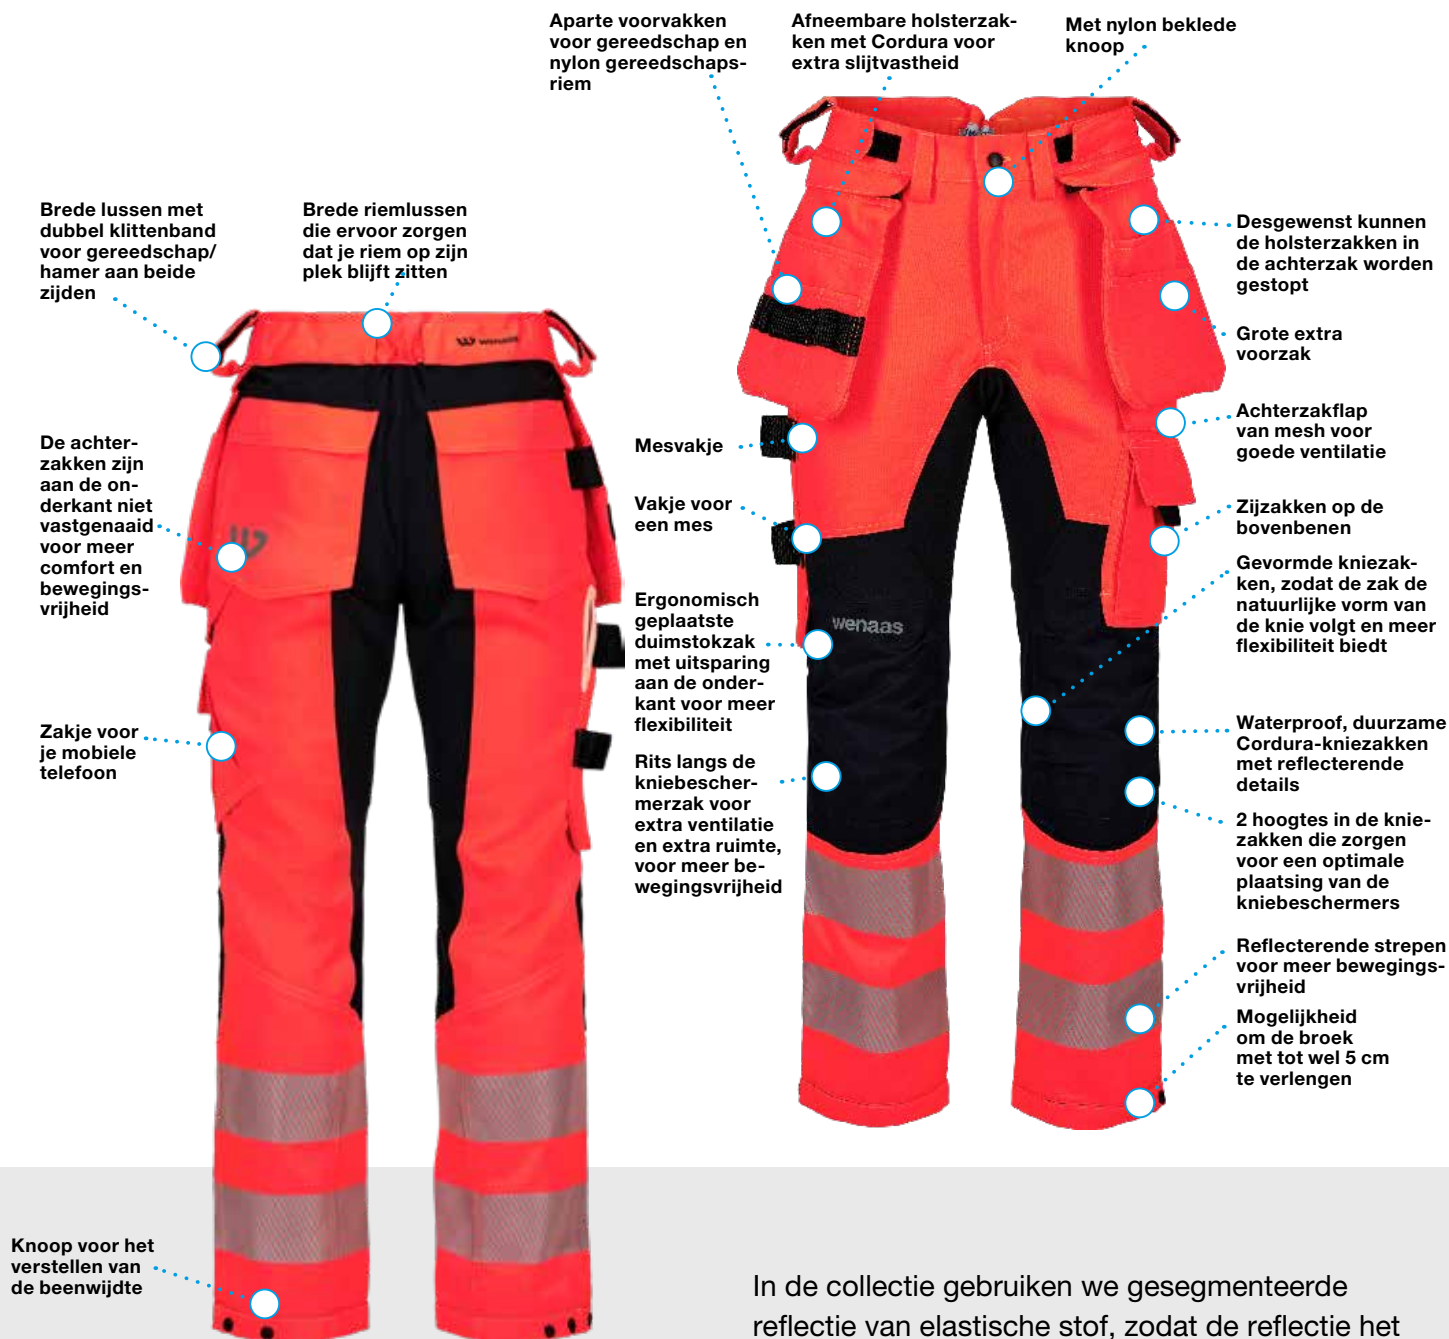 Aparte voorvakken
voor gereedschap en
nylon gereedschaps-
riem
Afneembare holsterzak-
ken met Cordura voor
extra slijtvastheid
Met nylon beklede
knoop
Brede lussen met
dubbel klittenband
voor gereedschap/
hamer aan beide
zijden
Brede riemlussen
die ervoor zorgen
dat je riem op zijn
plek blijft zitten
Desgewenst kunnen
de holsterzakken in
de achterzak worden
gestopt
Grote extra
voorzak
wenaas
De achter-
zakken zijn
aan de on-
derkant niet
vastgenaaid
voor meer
comfort en
bewegings-
vrijheid
Mesvakje
Achterzakflap
van mesh voor
goede ventilatie
Vakje voor
een mes
Zijzakken op de
bovenbenen
Gevormde kniezak-
ken, zodat de zak de
natuurlijke vorm van
de knie volgt en meer
flexibiliteit biedt
Ergonomisch
geplaatste
duimstokzak
met uitsparing
aan de onder-
kant voor meer
flexibiliteit
wenaas
Zakje voor
je mobiele
telefoon
Waterproof, duurzame
Cordura-kniezakken
met reflecterende
details
Rits langs de
kniebescher-
merzak voor
extra ventilatie
en extra ruimte,
voor meer be-
wegingsvrijheid
2 hoogtes in de knie-
zakken die zorgen
voor een optimale
plaatsing van de
kniebeschermers
Reflecterende strepen
voor meer bewegings-
vrijheid
Mogelijkheid
om de broek
met tot wel 5 cm
te verlengen
Knoop voor het
verstellen van
de beenwijdte
In de collectie gebruiken we gesegmenteerde
reflectie van elastische stof, zodat de reflectie het